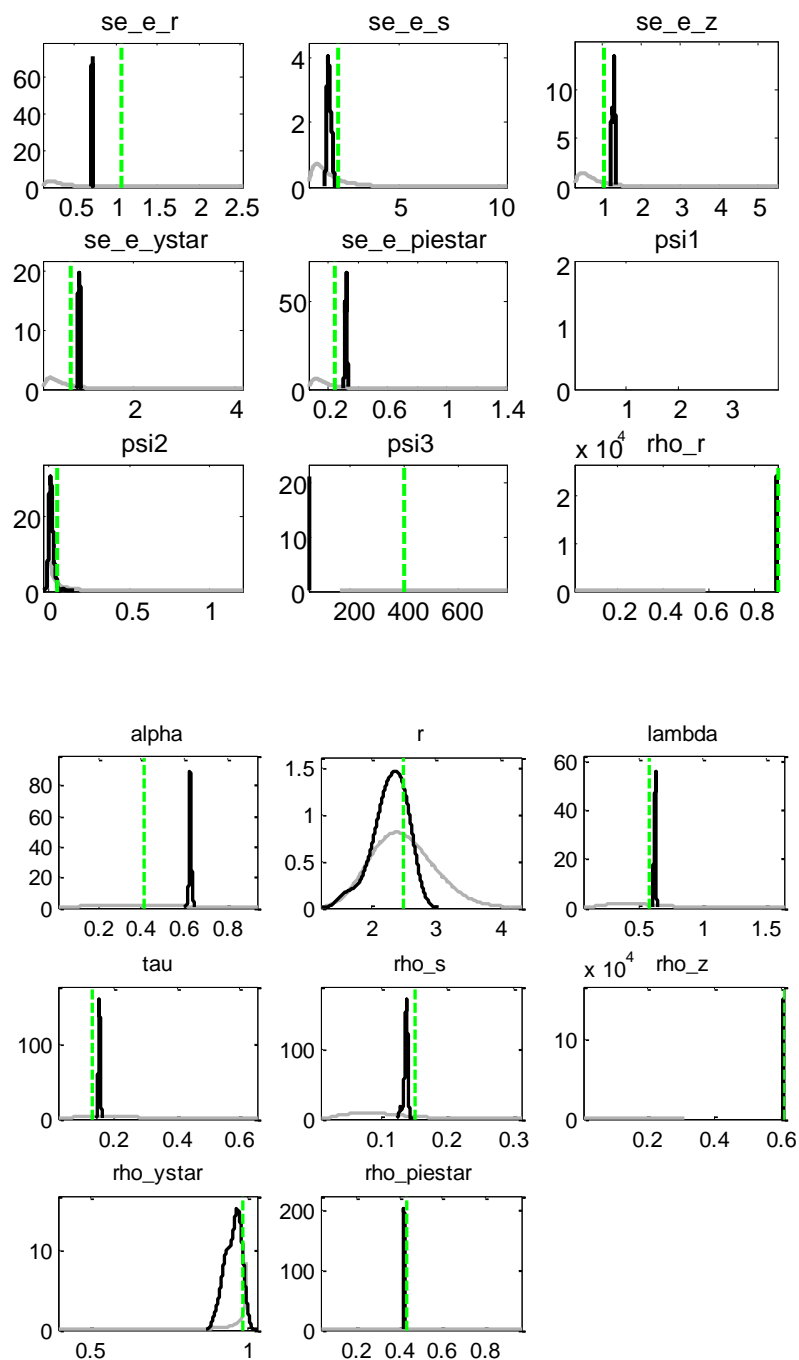 se_e_r se_e_s se_e_z
60 40 20 0 0.5 1 1.5 2 2.5
4 2 0 5 10
10 5 0 1 2 3 4 5
se_e_ystar se_e_piestar psi1
20 10 0 2 4
50 0 0.2 0.6 1 1.4
2 1 0 1 2 3
psi2 psi3 x 10^4 rho_r
20 0 0 0.5 1
20 10 0 200 400 600
2 1 0 0.2 0.4 0.6 0.8
alpha r lambda
80 60 40 20 0 0.2 0.4 0.6 0.8
1.5 1 0.5 0 2 3 4
60 40 20 0 0.5 1 1.5
tau rho_s x 10^4 rho_z
100 0 0.2 0.4 0.6
100 0 0.1 0.2 0.3
10 0 0.2 0.4 0.6
rho_ystar rho_piestar
10 0 0.5 1
200 100 0 0.2 0.4 0.6 0.8